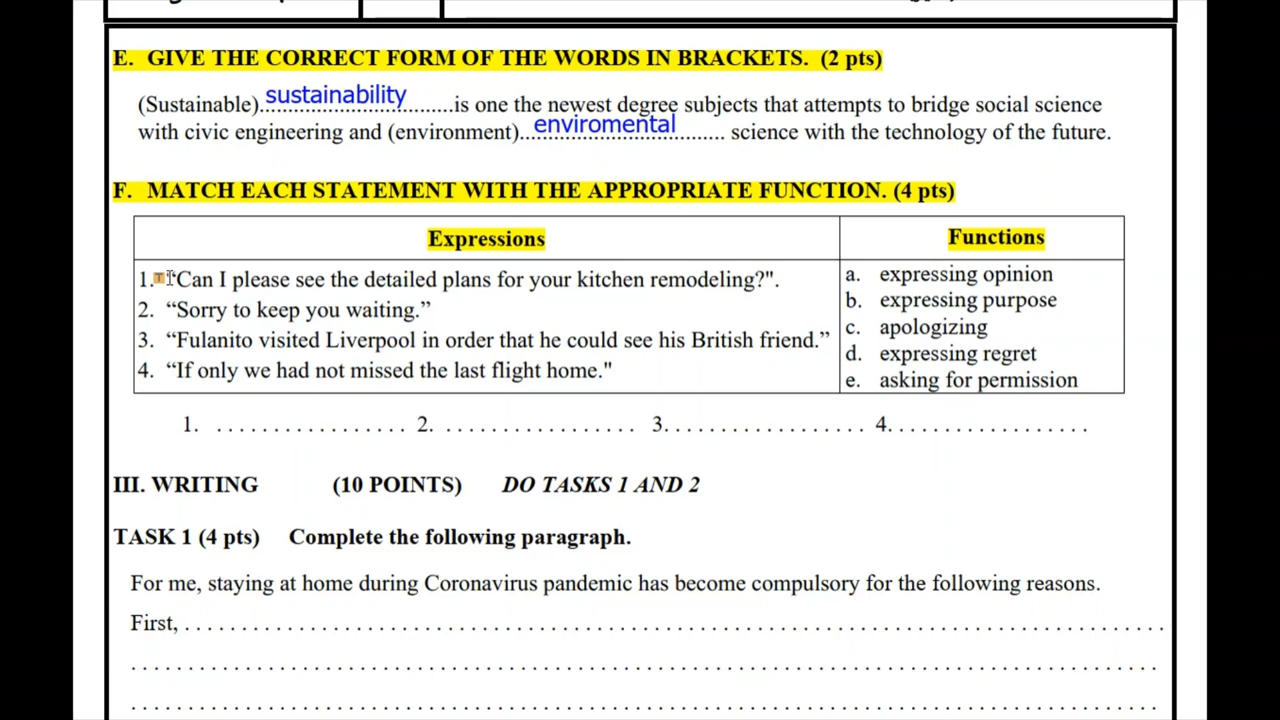 E. GIVE THE CORRECT FORM OF THE WORDS IN BRACKETS. (2 pts)
(Sustainable)..sustainability........is one the newest degree subjects that attempts to bridge social science
with civic engineering and (environment)...enviromental........ science with the technology of the future.
F. MATCH EACH STATEMENT WITH THE APPROPRIATE FUNCTION. (4 pts)
Expressions
1. "Can I please see the detailed plans for your kitchen remodeling?".
2. “Sorry to keep you waiting.”
3. “Fulanito visited Liverpool in order that he could see his British friend.”
4. “If only we had not missed the last flight home."
Functions
a. expressing opinion
b. expressing purpose
c. apologizing
d. expressing regret
e. asking for permission
1. . . . . . . . . . . . . . . . . . 2. . . . . . . . . . . . . . . . . . 3. . . . . . . . . . . . . . . . . . 4. . . . . . . . . . . . . . . . . .
III. WRITING (10 POINTS) DO TASKS 1 AND 2
TASK 1 (4 pts) Complete the following paragraph.
For me, staying at home during Coronavirus pandemic has become compulsory for the following reasons.
First, . . . . . . . . . . . . . . . . . . . . . . . . . . . . . . . . . . . . . . . .